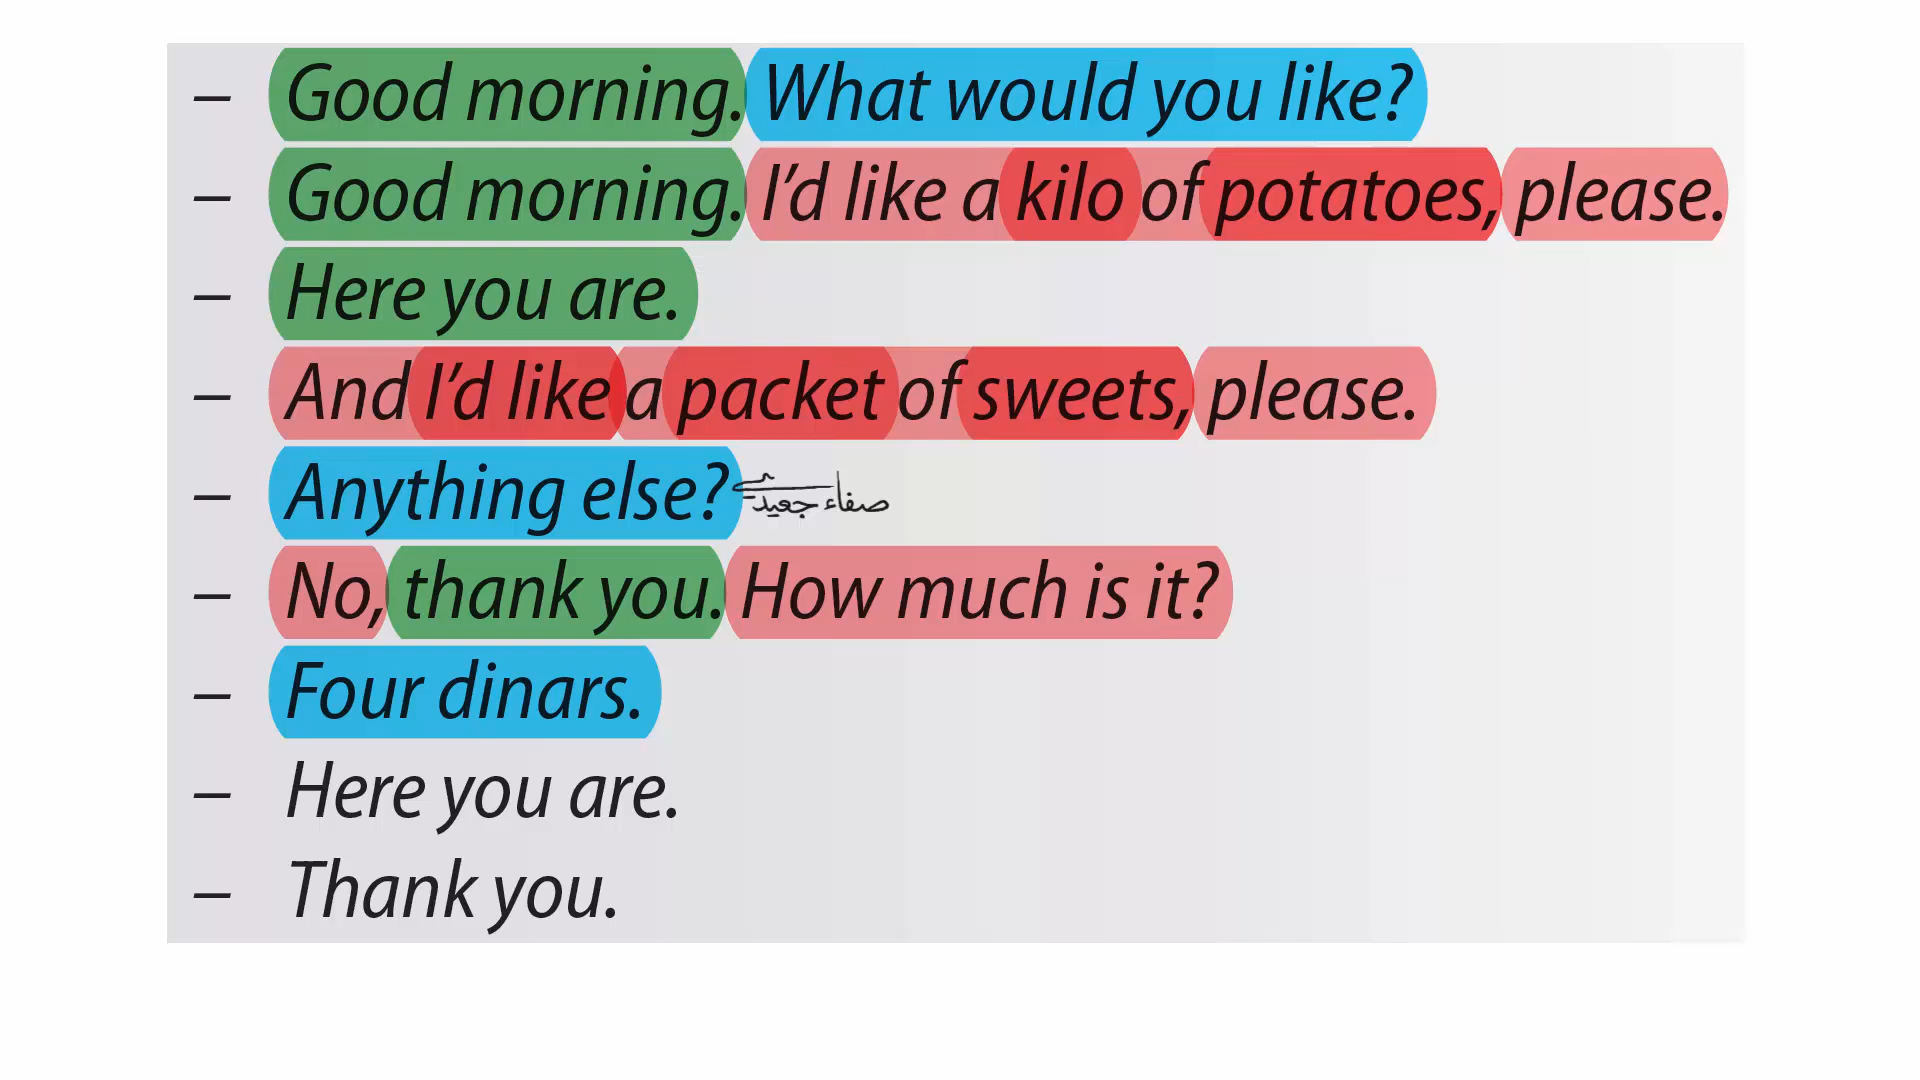 – Good morning. What would you like?
– Good morning. I’d like a kilo of potatoes, please.
– Here you are.
– And I’d like a packet of sweets, please.
– Anything else? صفاء جعيدي
– No, thank you. How much is it?
– Four dinars.
– Here you are.
– Thank you.